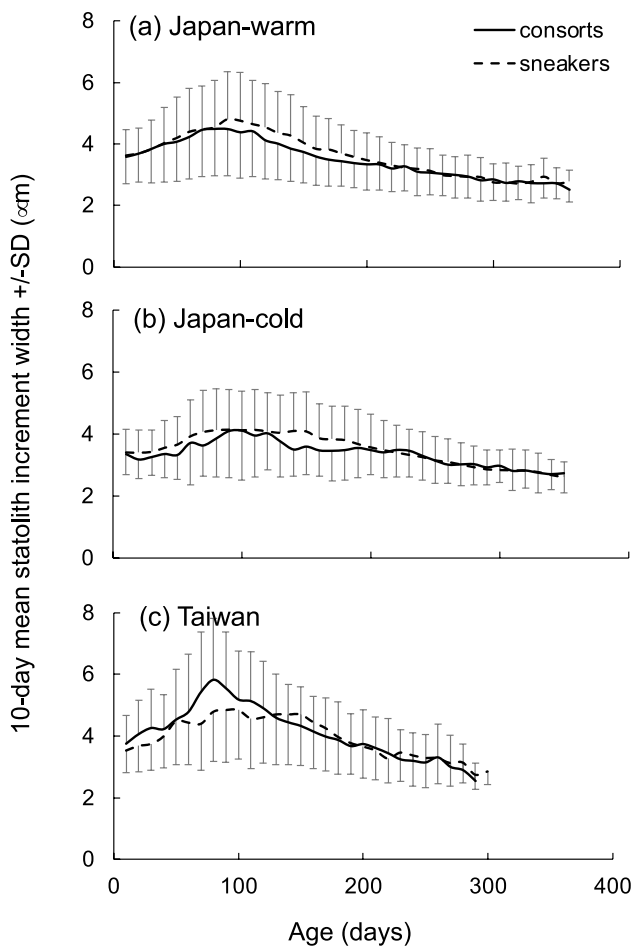 (a) Japan-warm
consorts
sneakers
8
6
4
2
0
(b) Japan-cold
8
6
4
2
0
(c) Taiwan
8
6
4
2
0
0 100 200 300 400
Age (days)
10-day mean statolith increment width +/-SD (∝m)